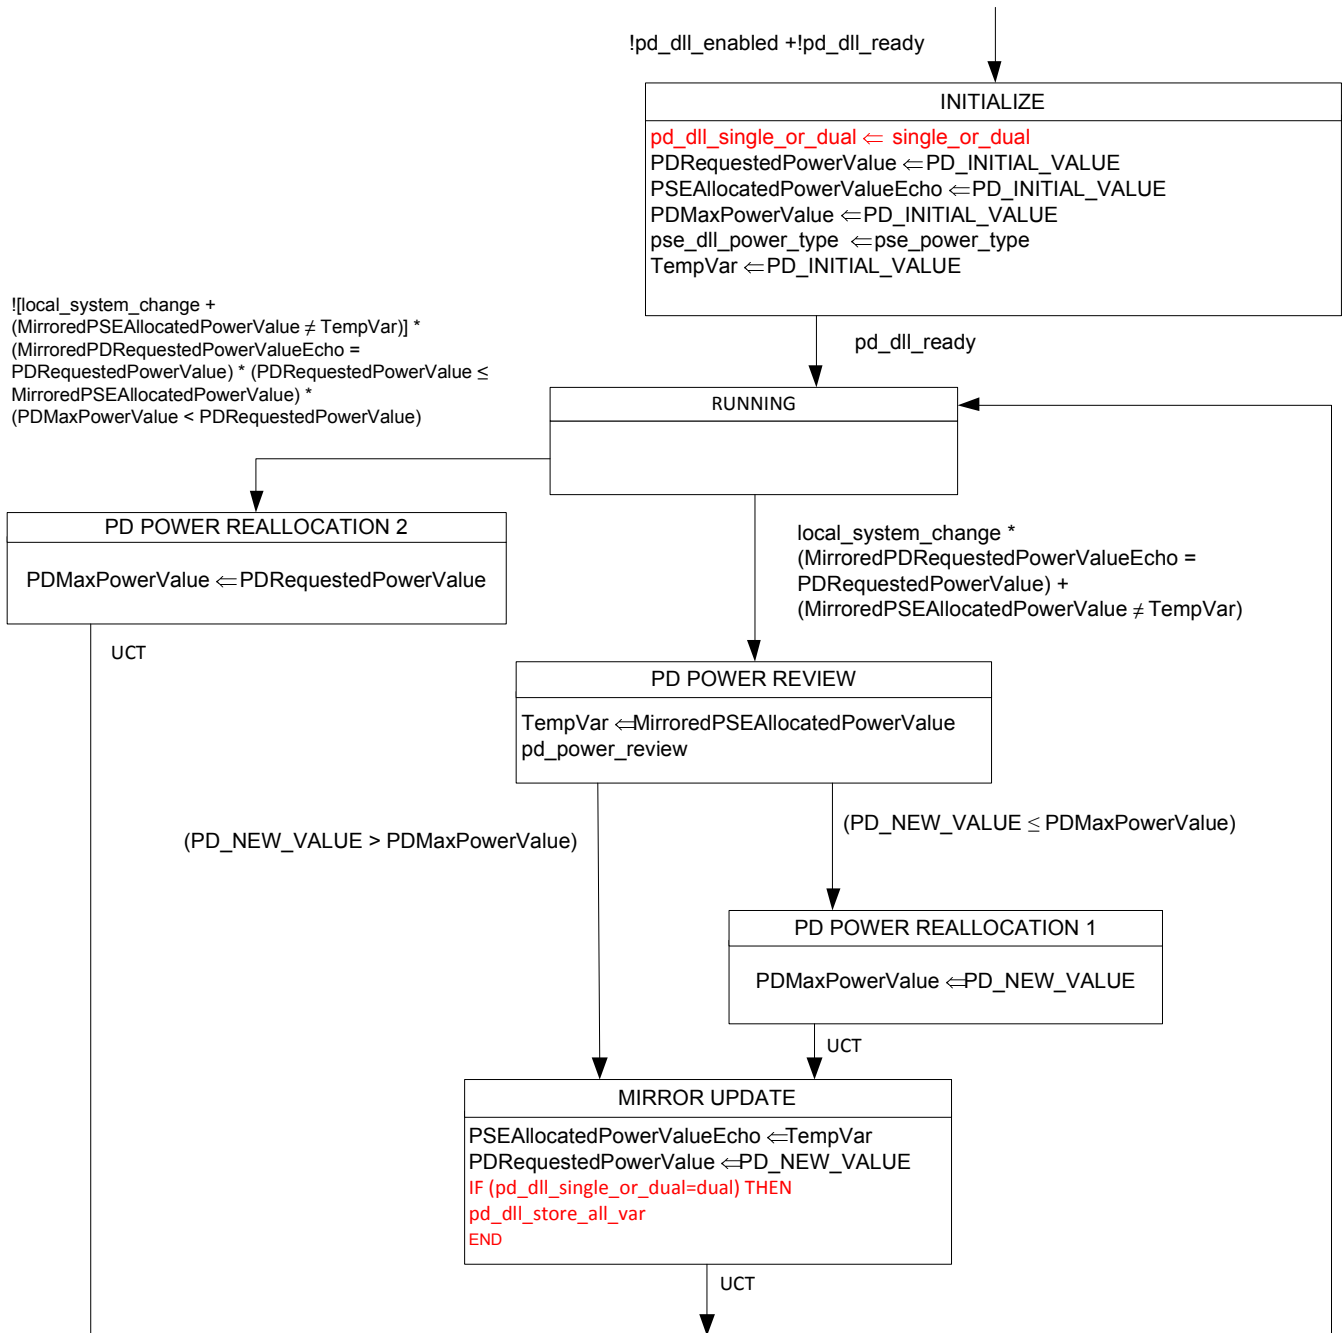 !pd_dll_enabled +!pd_dll_ready
INITIALIZE
pd_dll_single_or_dual ⇐ single_or_dual
PDRequestedPowerValue ⇐PD_INITIAL_VALUE
PSEAllocatedPowerValueEcho ⇐PD_INITIAL_VALUE
PDMaxPowerValue ⇐PD_INITIAL_VALUE
pse_dll_power_type ⇐pse_power_type
TempVar ⇐PD_INITIAL_VALUE
![local_system_change +
(MirroredPSEAllocatedPowerValue ≠ TempVar)] *
(MirroredPDRequestedPowerValueEcho =
PDRequestedPowerValue) * (PDRequestedPowerValue ≤
MirroredPSEAllocatedPowerValue) *
(PDMaxPowerValue < PDRequestedPowerValue)
pd_dll_ready
RUNNING
PD POWER REALLOCATION 2
PDMaxPowerValue ⇐PDRequestedPowerValue
UCT
local_system_change *
(MirroredPDRequestedPowerValueEcho =
PDRequestedPowerValue) +
(MirroredPSEAllocatedPowerValue ≠ TempVar)
PD POWER REVIEW
TempVar ⇐MirroredPSEAllocatedPowerValue
pd_power_review
(PD_NEW_VALUE > PDMaxPowerValue)
(PD_NEW_VALUE ≤ PDMaxPowerValue)
PD POWER REALLOCATION 1
PDMaxPowerValue ⇐PD_NEW_VALUE
UCT
MIRROR UPDATE
PSEAllocatedPowerValueEcho ⇐TempVar
PDRequestedPowerValue ⇐PD_NEW_VALUE
IF (pd_dll_single_or_dual=dual) THEN
pd_dll_store_all_var
END
UCT